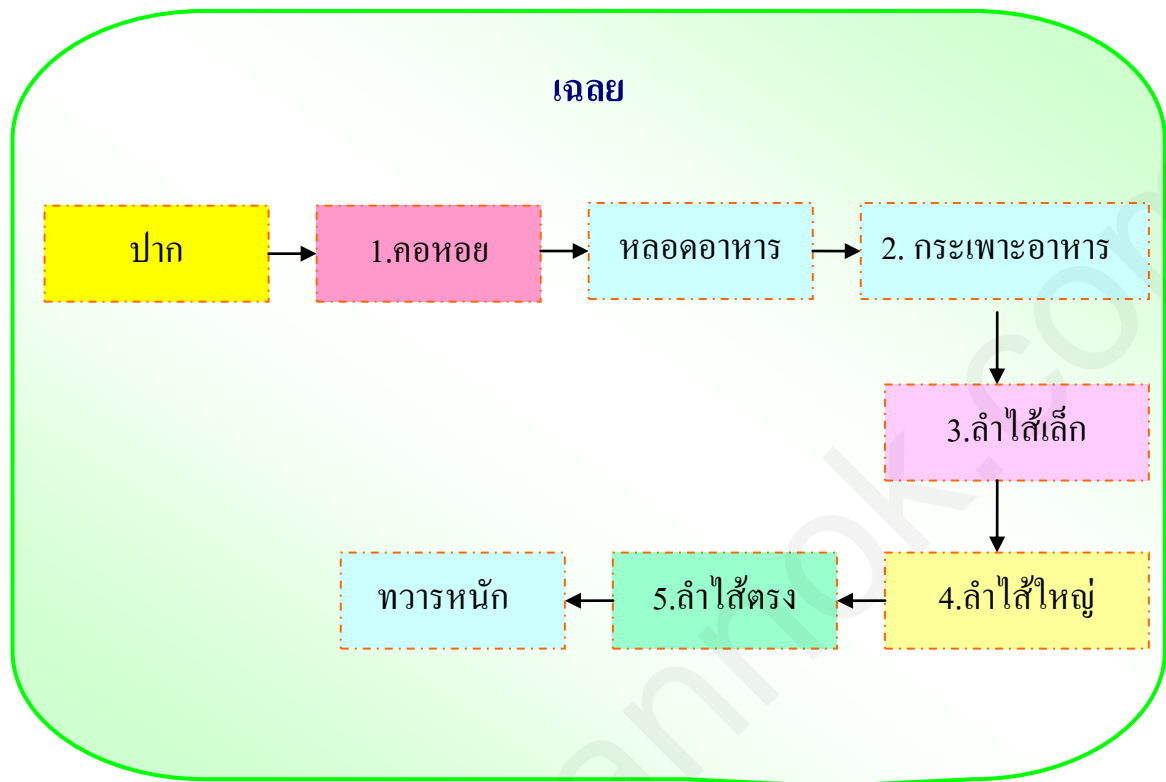 เฉลย
ปาก
1.คอหอย
หลอดอาหาร
2. กระเพาะอาหาร
3.ลำไส้เล็ก
4.ลำไส้ใหญ่
5.ลำไส้ตรง
ทวารหนัก